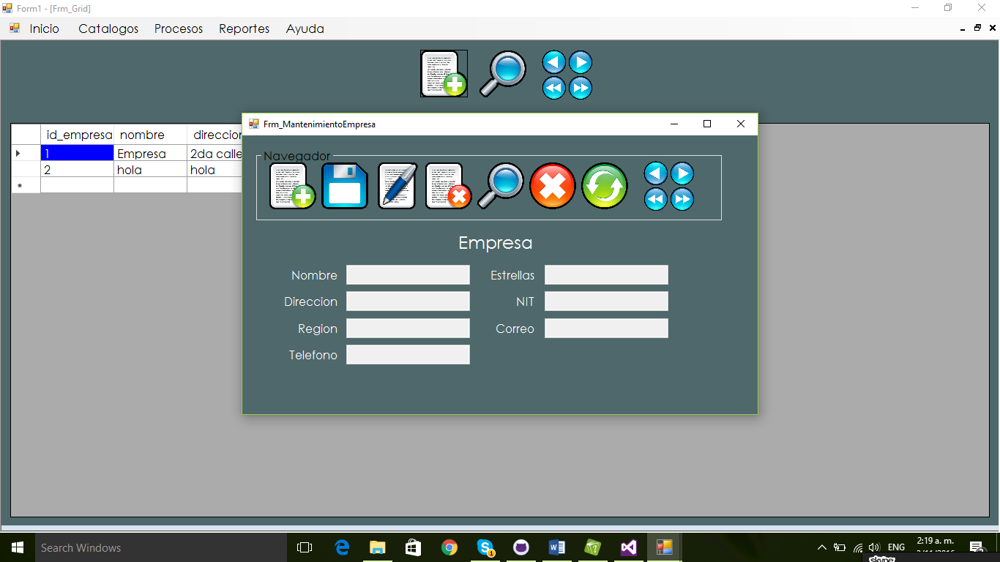 Form1 - [Frm_Grid]
Inicio Catalogos Procesos Reportes Ayuda
Frm_MantenimientoEmpresa
id_empresa nombre direccion
1 Empresa 2da calle
2 hola hola
Navegador
Empresa
Nombre Estrellas
Direccion NIT
Region Correo
Telefono
Search Windows
ENG 2:19 a. m.
skype